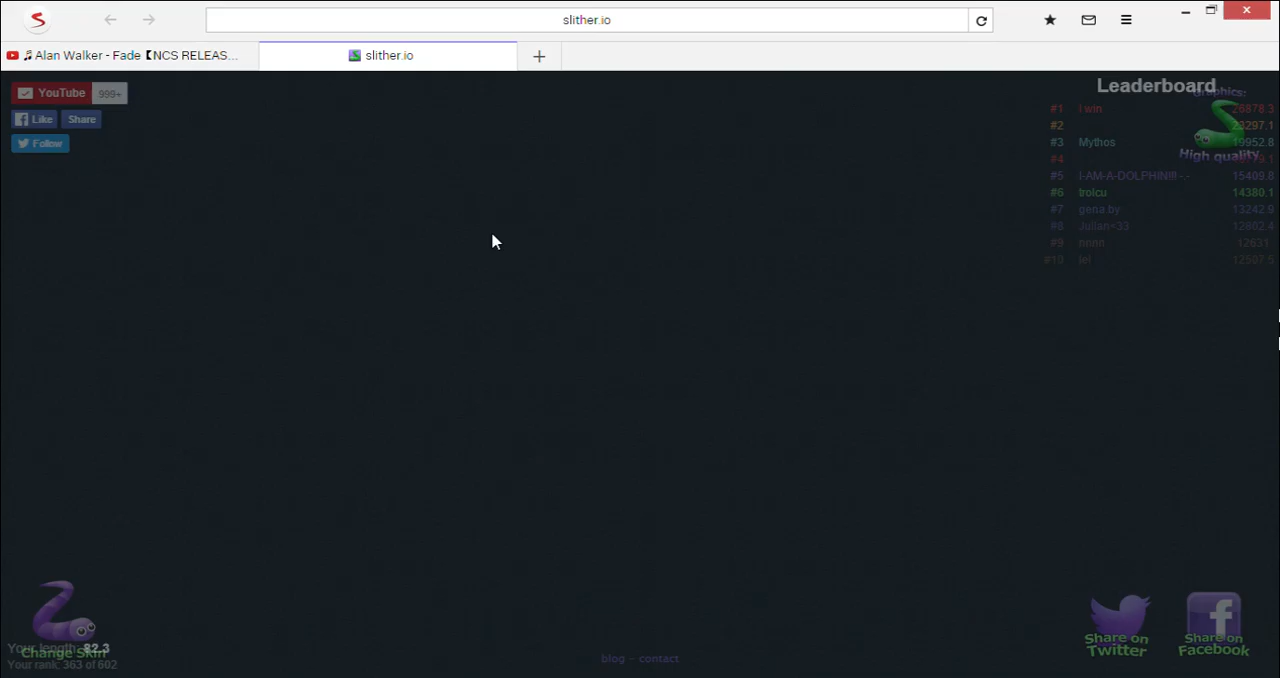 slither.io
♫ Alan Walker - Fade 【NCS RELEAS...
slither.io
YouTube 999+
Like Share
Follow
Leaderboard
Graphics:
High quality
#1 I win 26878.3
#2 23297.1
#3 Mythos 19952.8
#4
#5 I-AM-A-DOLPHIN!!! -.- 15409.8
#6 troicu 14380.1
#7 gena.by 13242.9
#8 Julian<33 12802.4
#9 nnnn 12631
#10 lel 12507.5
Your length: 82.3
Change Skin
Your rank: 363 of 602
blog - contact
Share on
Twitter
Share on
Facebook